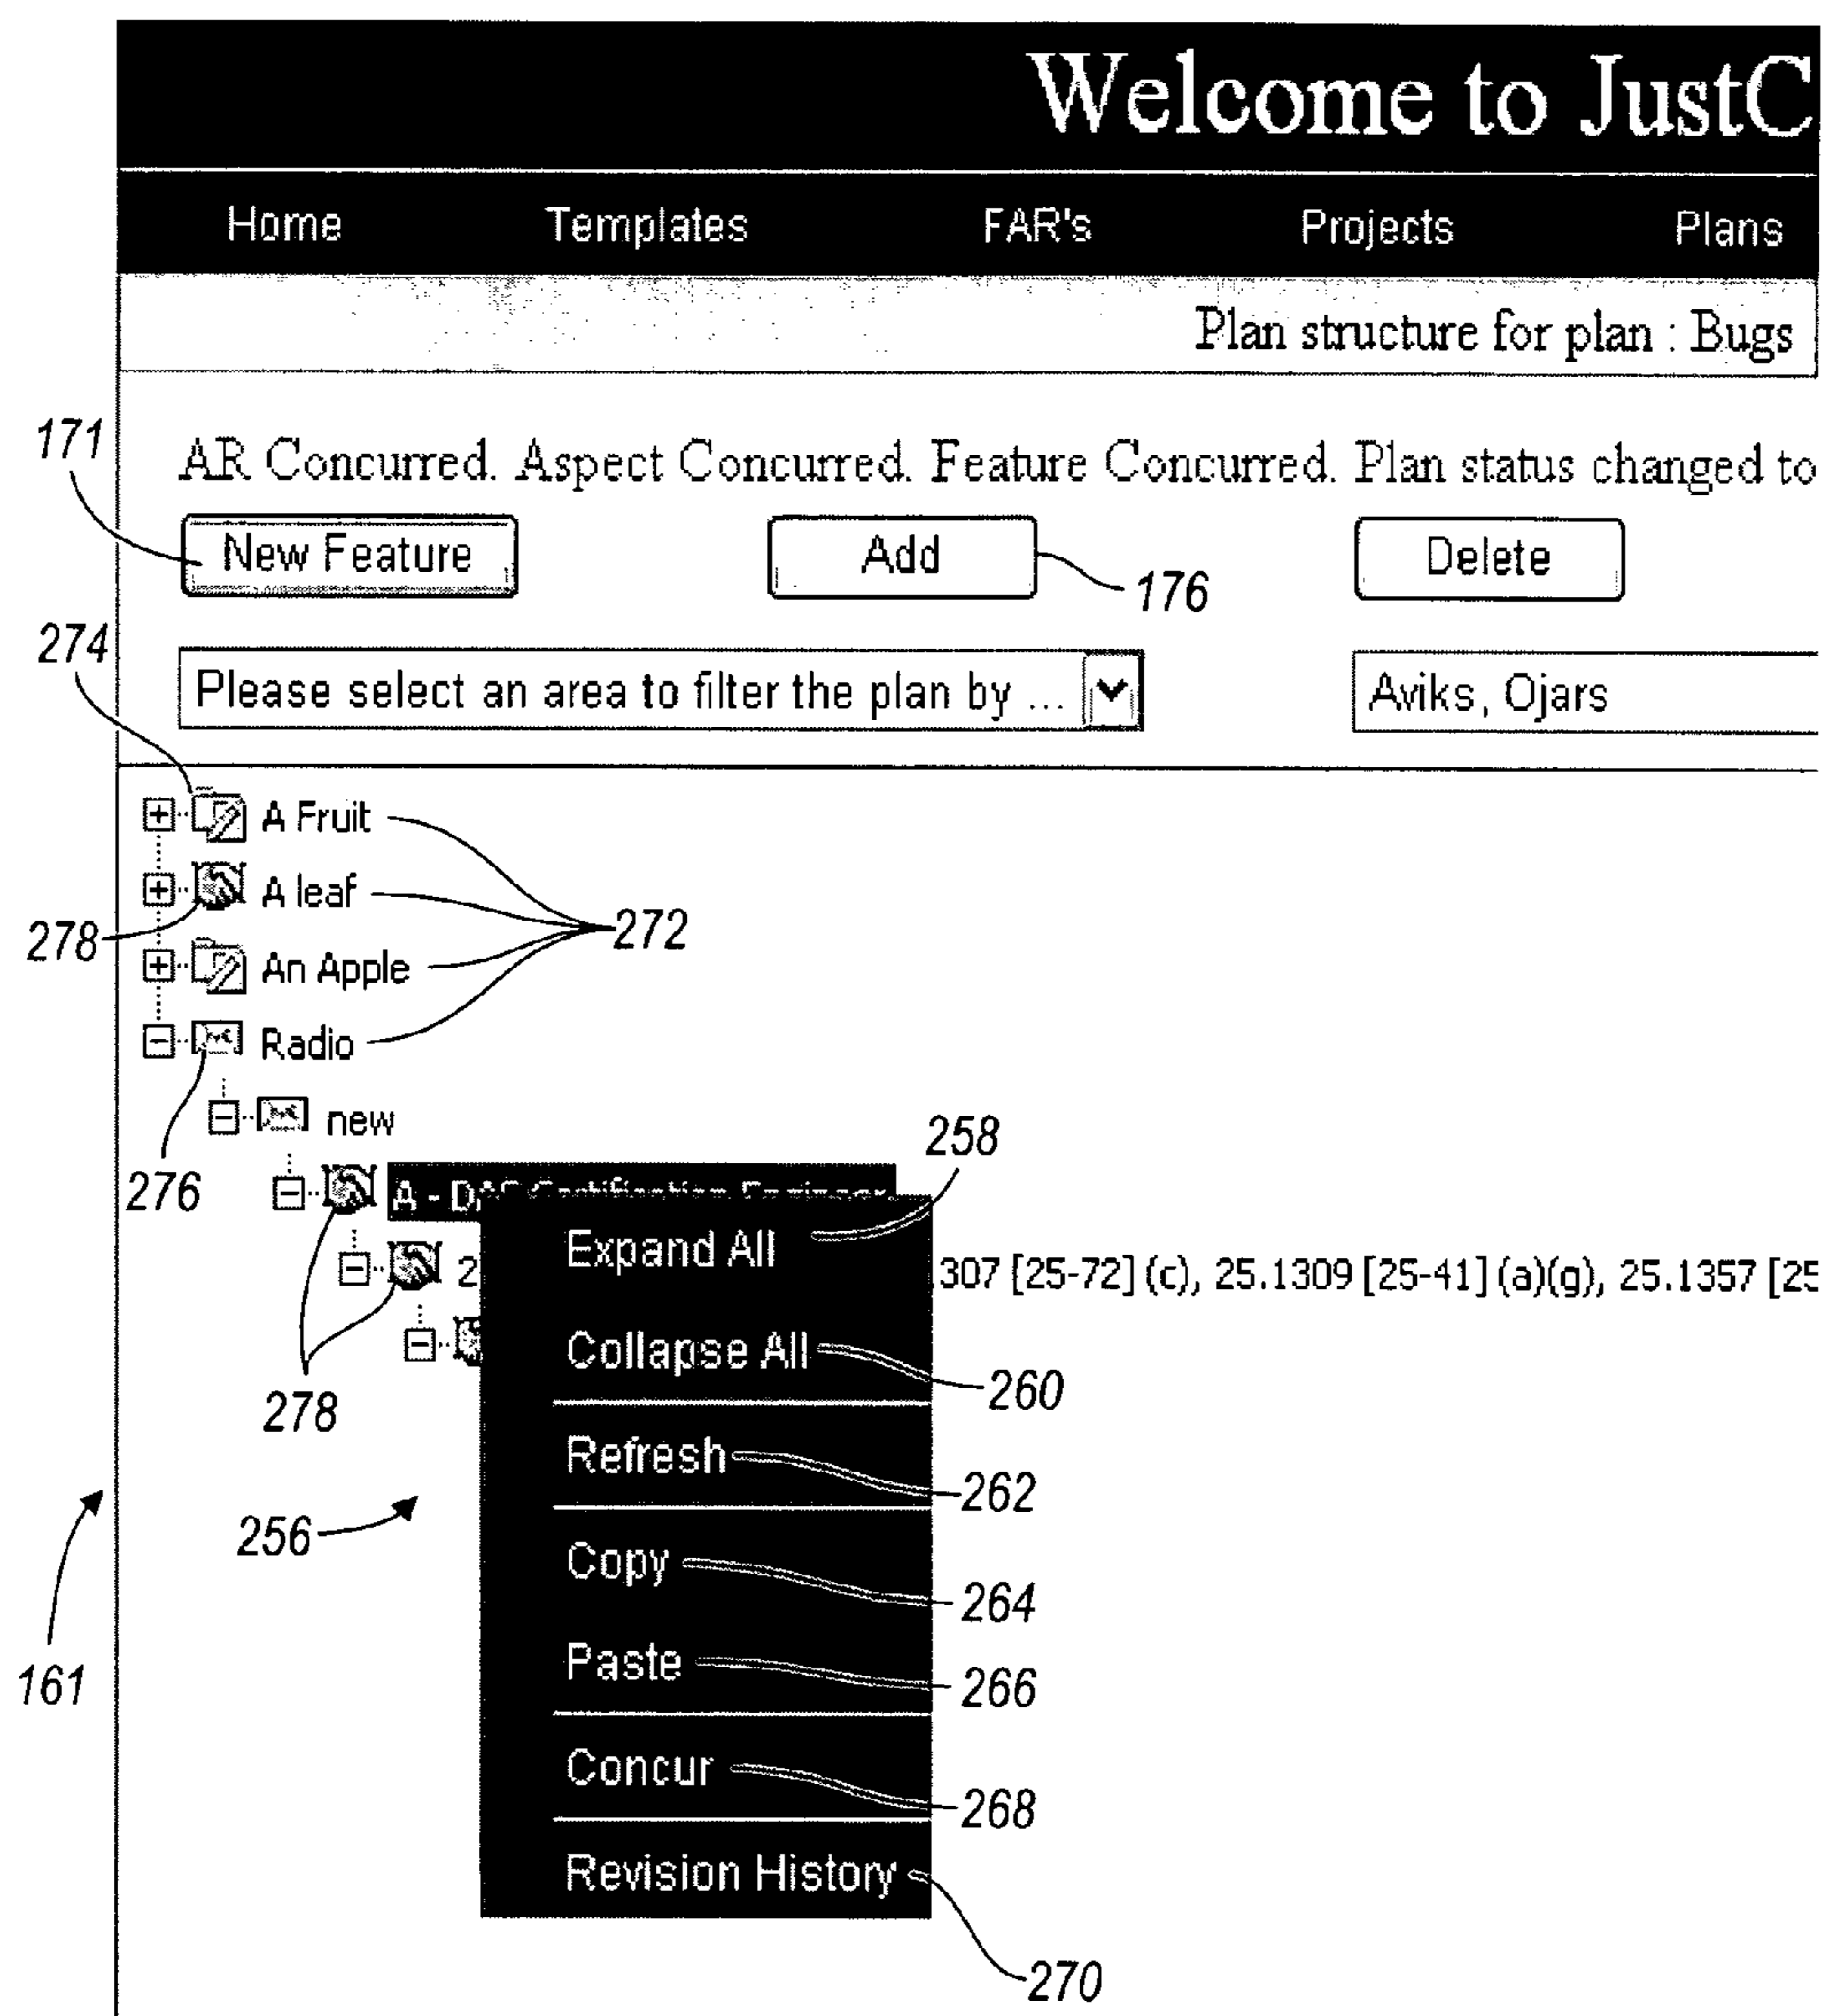 Welcome to JustC
Home Templates FAR's Projects Plans
Plan structure for plan : Bugs
171
AR Concurred. Aspect Concurred. Feature Concurred. Plan status changed to
New Feature Add Delete
176
274
Please select an area to filter the plan by ... Aviks, Ojars
A Fruit
A leaf
278 272
An Apple
Radio
new
258
276
A - DAS Certification Engineer
Expand All
2 307 [25-72] (c), 25.1309 [25-41] (a)(g), 25.1357 [25
Collapse All
260
278
Refresh
262
256
Copy
264
161
Paste
266
Concur
268
Revision History
270